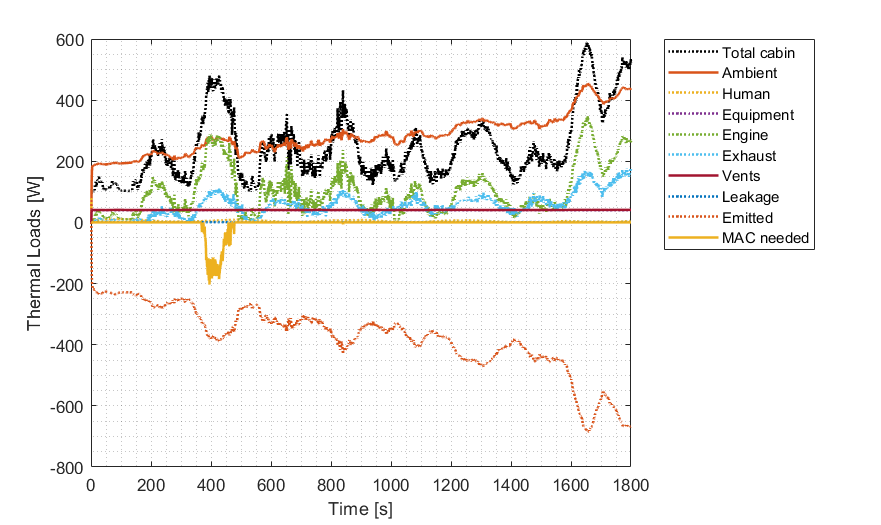 600
400
200
0
-200
-400
-600
-800
Thermal Loads [W]
0 200 400 600 800 1000 1200 1400 1600 1800
Time [s]
Total cabin
Ambient
Human
Equipment
Engine
Exhaust
Vents
Leakage
Emitted
MAC needed